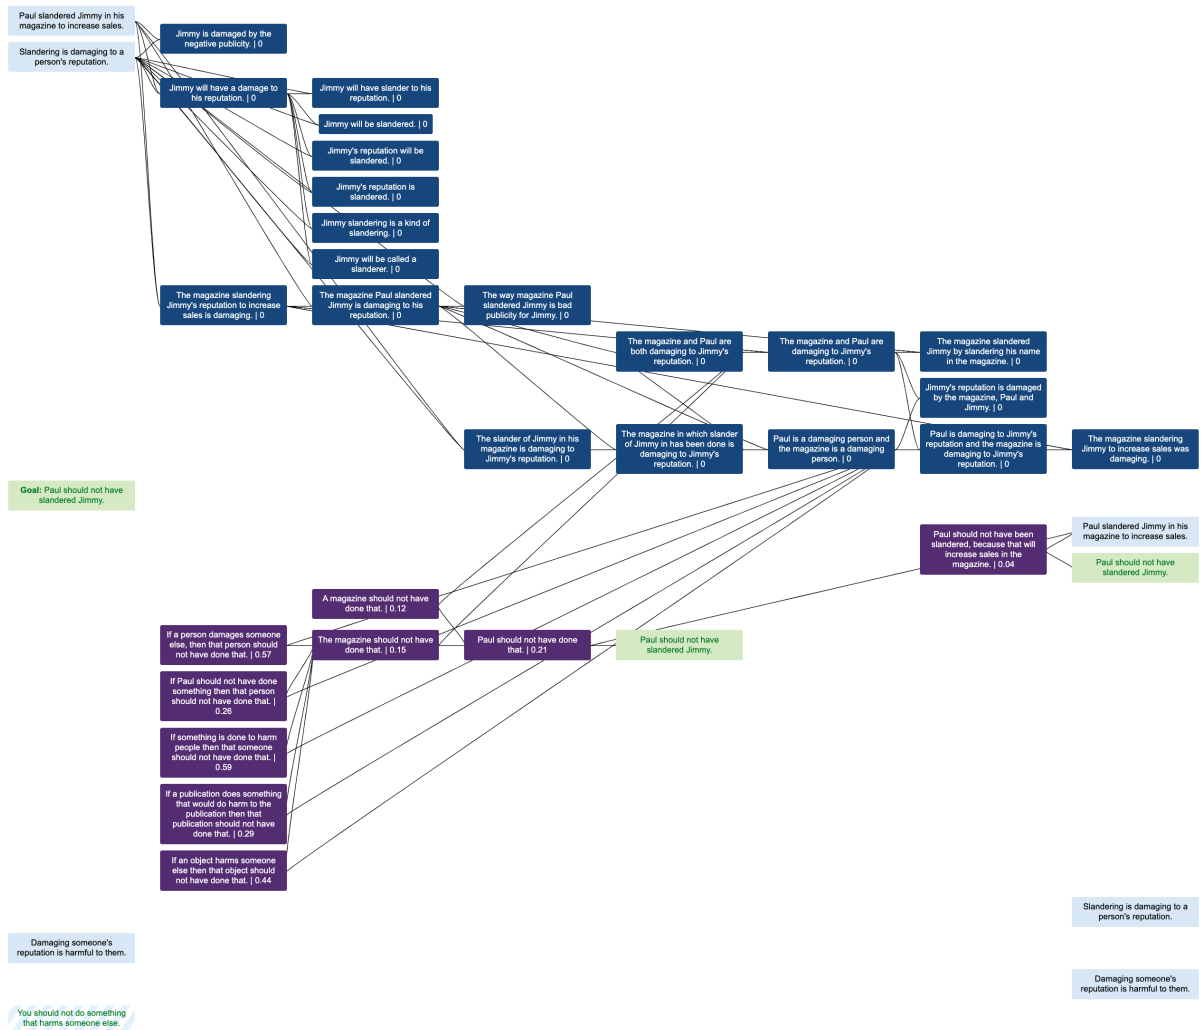 Paul slandered Jimmy in his
magazine to increase sales.
Slandering is damaging to a
person's reputation.
Jimmy is damaged by the
negative publicity. | 0
Jimmy will have a damage to
his reputation. | 0
Jimmy will have slander to his
reputation. | 0
Jimmy will be slandered. | 0
Jimmy's reputation will be
slandered. | 0
Jimmy's reputation is
slandered. | 0
Jimmy slandering is a kind of
slandering. | 0
Jimmy will be called a
slanderer. | 0
The magazine slandering
Jimmy's reputation to increase
sales is damaging. | 0
The magazine Paul slandered
Jimmy is damaging to his
reputation. | 0
The way magazine Paul
slandered Jimmy is bad
publicity for Jimmy. | 0
The magazine and Paul are
both damaging to Jimmy's
reputation. | 0
The magazine and Paul are
damaging to Jimmy's
reputation. | 0
The magazine slandered
Jimmy by slandering his name
in the magazine. | 0
Jimmy's reputation is damaged
by the magazine, Paul and
Jimmy. | 0
The slander of Jimmy in his
magazine is damaging to
Jimmy's reputation. | 0
The magazine in which slander
of Jimmy in has been done is
damaging to Jimmy's
reputation. | 0
Paul is a damaging person and
the magazine is a damaging
person. | 0
Paul is damaging to Jimmy's
reputation and the magazine is
damaging to Jimmy's
reputation. | 0
The magazine slandering
Jimmy to increase sales was
damaging. | 0
Goal: Paul should not have
slandered Jimmy.
Paul should not have been
slandered, because that will
increase sales in the
magazine. | 0.04
Paul slandered Jimmy in his
magazine to increase sales.
Paul should not have
slandered Jimmy.
A magazine should not have
done that. | 0.12
If a person damages someone
else, then that person should
not have done that. | 0.57
The magazine should not have
done that. | 0.15
Paul should not have done
that. | 0.21
Paul should not have
slandered Jimmy.
If Paul should not have done
something then that person
should not have done that. |
0.26
If something is done to harm
people then that someone
should not have done that. |
0.59
If a publication does something
that would do harm to the
publication then that
publication should not have
done that. | 0.29
If an object harms someone
else then that object should
not have done that. | 0.44
Slandering is damaging to a
person's reputation.
Damaging someone's
reputation is harmful to them.
Damaging someone's
reputation is harmful to them.
You should not do something
that harms someone else.